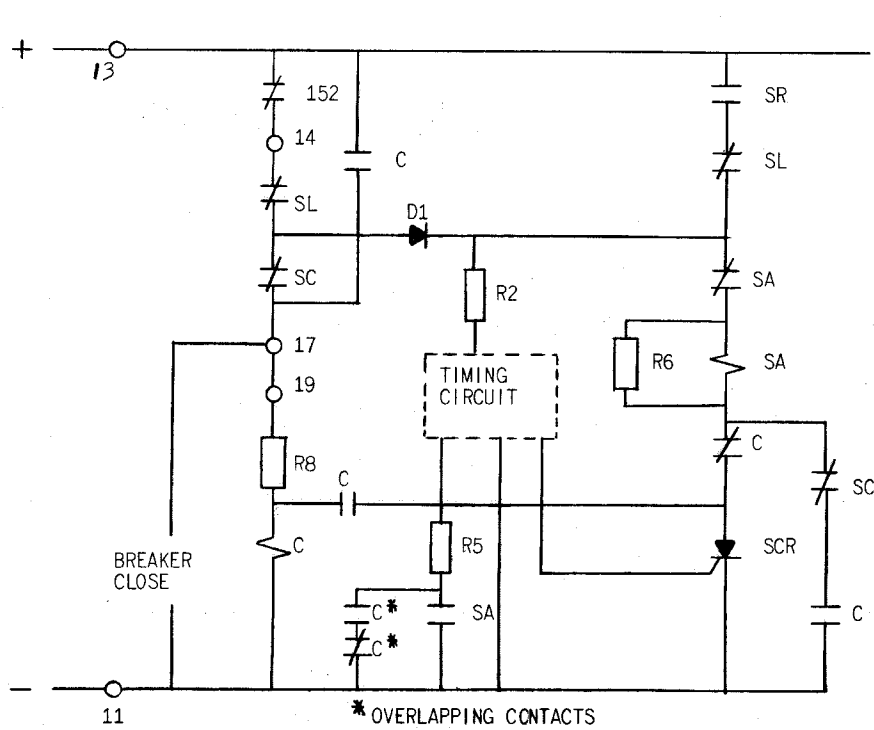 +
13
152
SR
14
C
SL
SL
D1
SC
SA
R2
17
R6
SA
TIMING
CIRCUIT
19
C
R8
C
SC
C
R5
SCR
BREAKER
CLOSE
C*
SA
C
C*
−
11
*OVERLAPPING CONTACTS